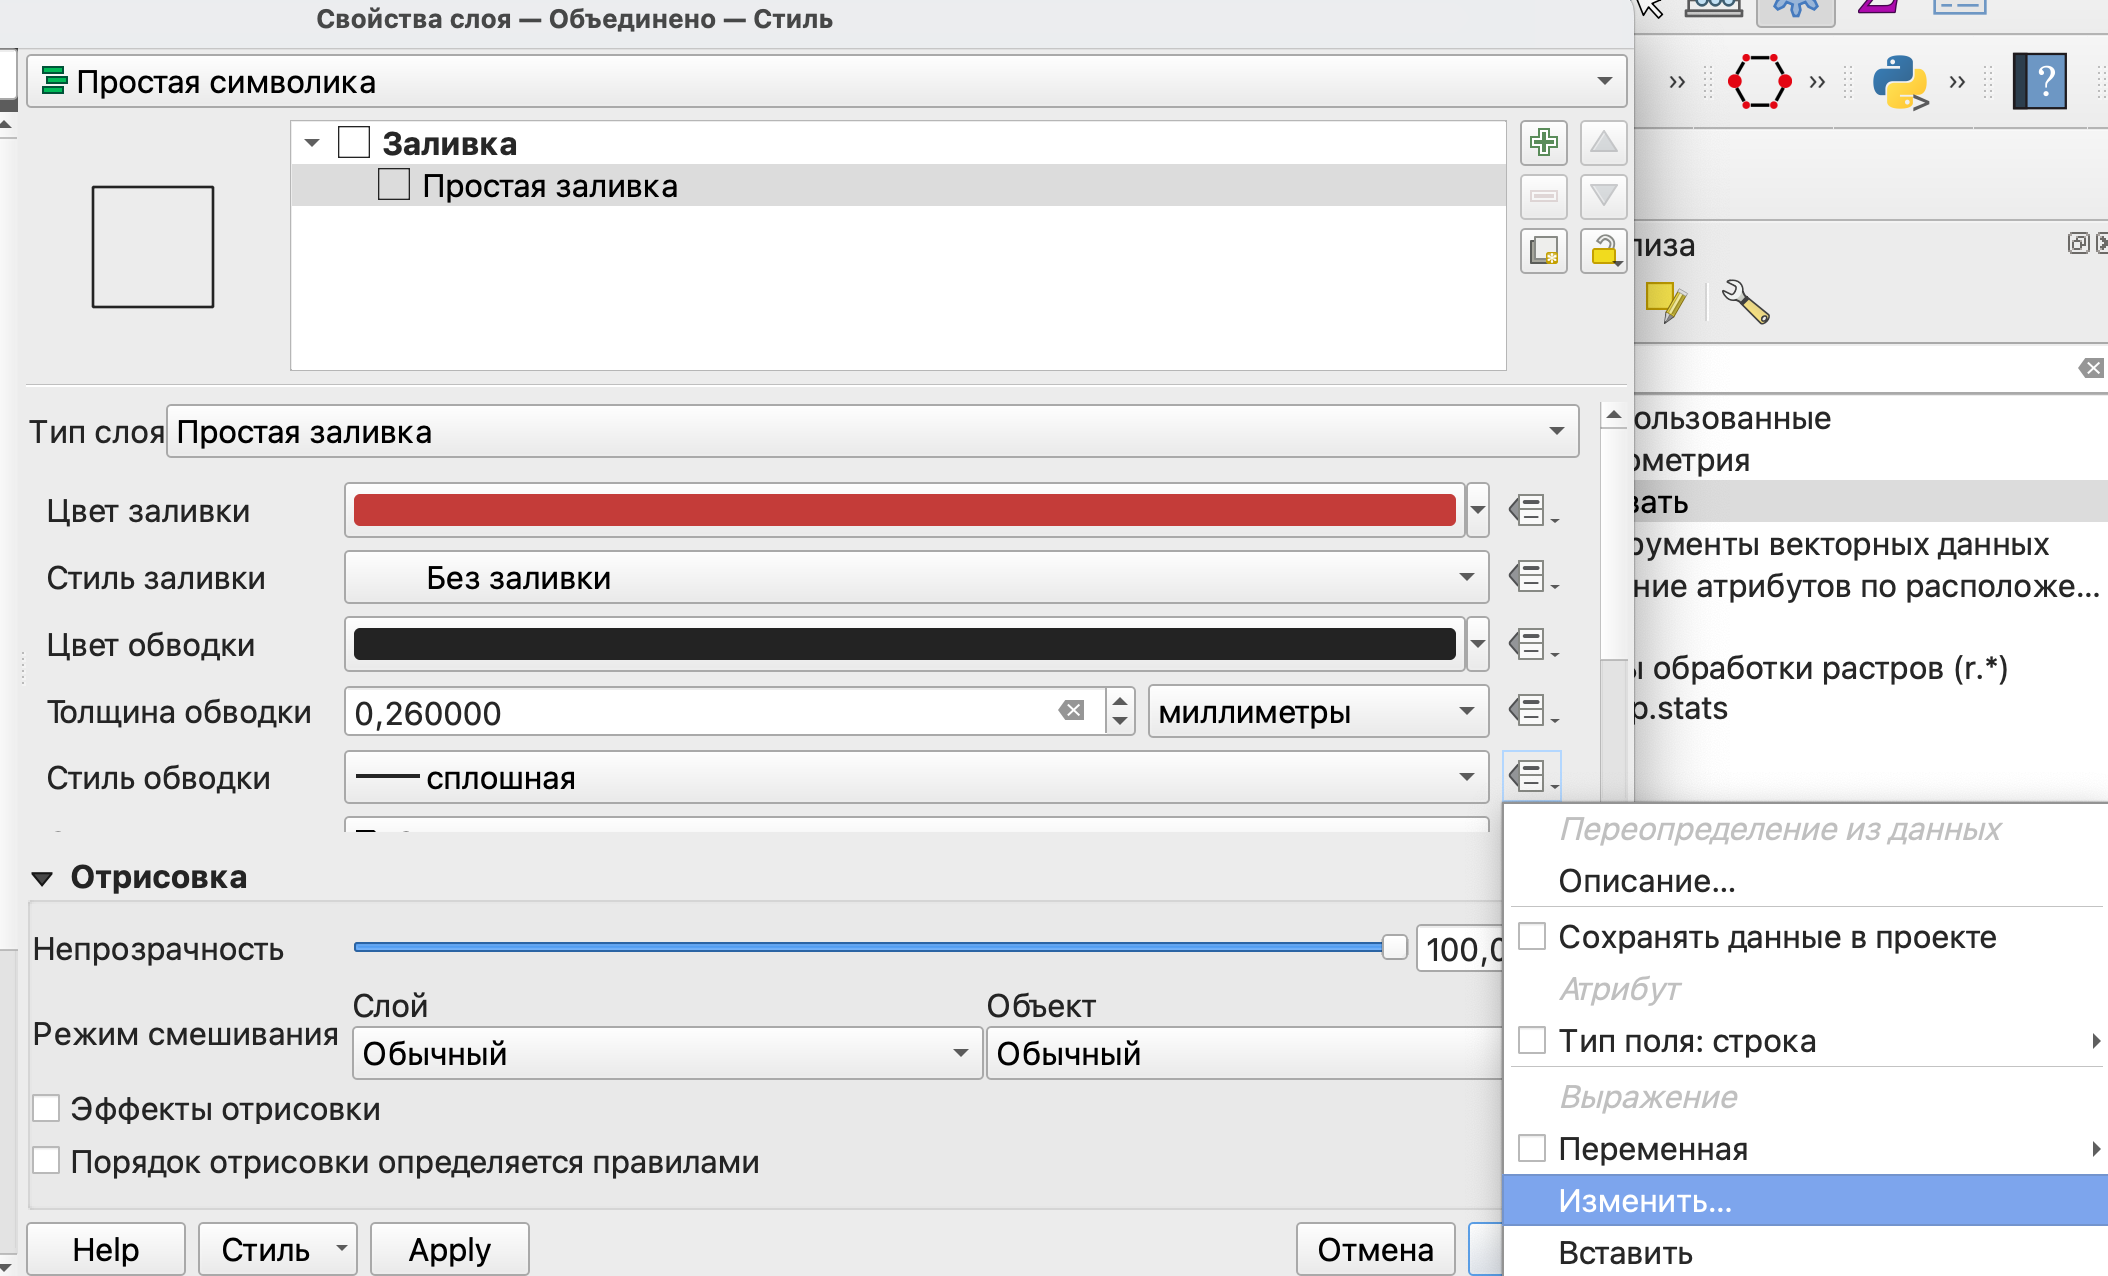 Свойства слоя — Объединено — Стиль
Простая символика
Заливка
Простая заливка
Тип слоя
Простая заливка
Цвет заливки
Стиль заливки
Без заливки
Цвет обводки
Толщина обводки
0,260000
миллиметры
Стиль обводки
сплошная
Отрисовка
Непрозрачность
100,0
Режим смешивания
Слой
Обычный
Объект
Обычный
Эффекты отрисовки
Порядок отрисовки определяется правилами
Help
Стиль
Apply
Отмена
Переопределение из данных
Описание...
Сохранять данные в проекте
Атрибут
Тип поля: строка
Выражение
Переменная
Изменить...
Вставить
лиза
ользованные
ометрия
вать
рументы векторных данных
ние атрибутов по расположе...
ы обработки растров (r.*)
p.stats